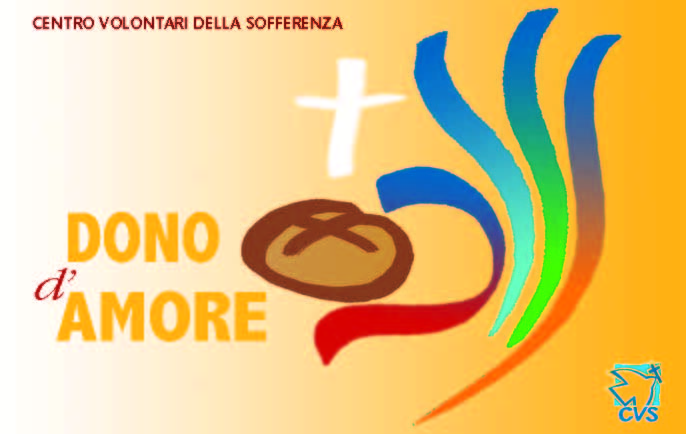 CENTRO VOLONTARI DELLA SOFFERENZA
DONO
d'AMORE
CVS